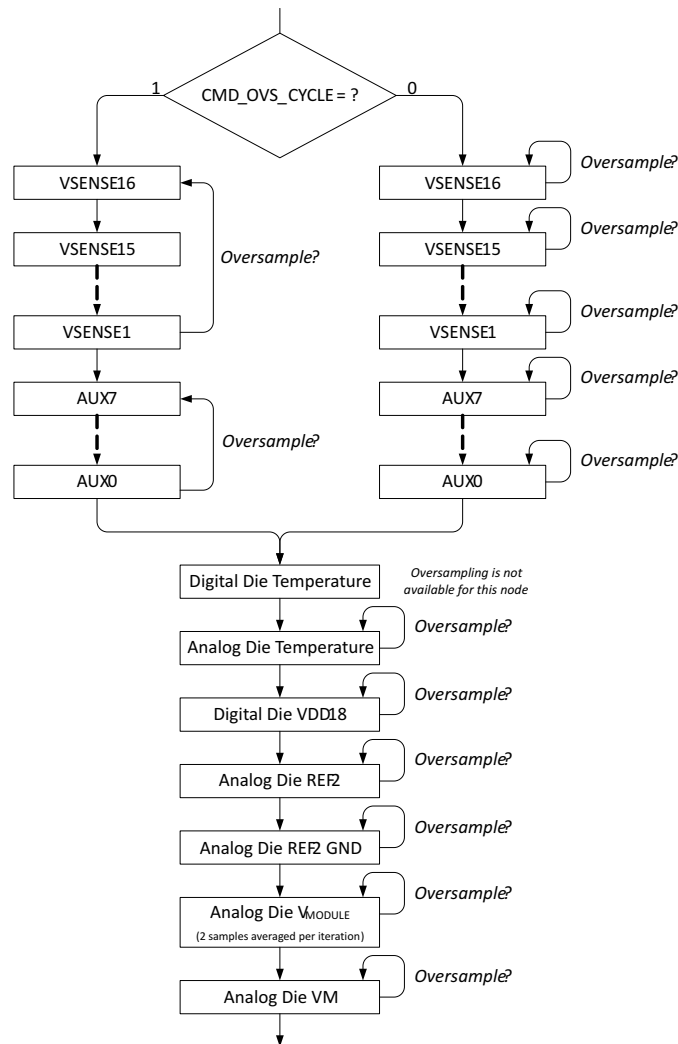 CMD_OVS_CYCLE = ?
1
0
VSENSE16
VSENSE15
VSENSE1
Oversample?
AUX7
AUX0
Oversample?
VSENSE16
Oversample?
VSENSE15
Oversample?
VSENSE1
Oversample?
AUX7
Oversample?
AUX0
Oversample?
Digital Die Temperature
Oversampling is not
available for this node
Analog Die Temperature
Oversample?
Digital Die VDD18
Oversample?
Analog Die REF2
Oversample?
Analog Die REF2 GND
Oversample?
Analog Die VMODULE
(2 samples averaged per iteration)
Oversample?
Analog Die VM
Oversample?